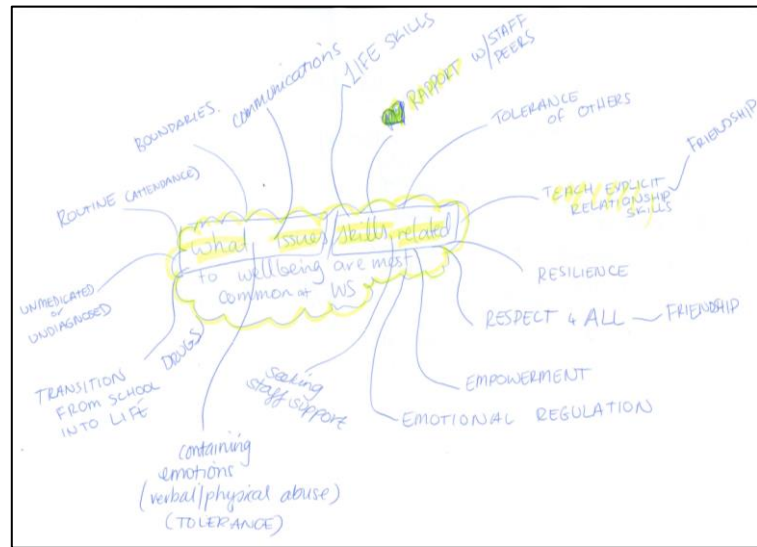 LIFE SKILLS
communications
RAPPORT W/STAFF
PEERS
BOUNDARIES.
TOLERANCE
OF OTHERS
ROUTINE (ATTENDANCE)
FRIENDSHIP
TEACH EXPLICIT
RELATIONSHIP
SKILLS
what issues skills related
to wellbeing are most
common at WS
UNMEDICATED
or
UNDIAGNOSED
RESILIENCE
RESPECT 4 ALL — FRIENDSHIP
DRUGS
TRANSITION
FROM SCHOOL
INTO LIFE
seeking
staff support
EMPOWERMENT
EMOTIONAL REGULATION
containing
emotions
(verbal/physical abuse)
(TOLERANCE)